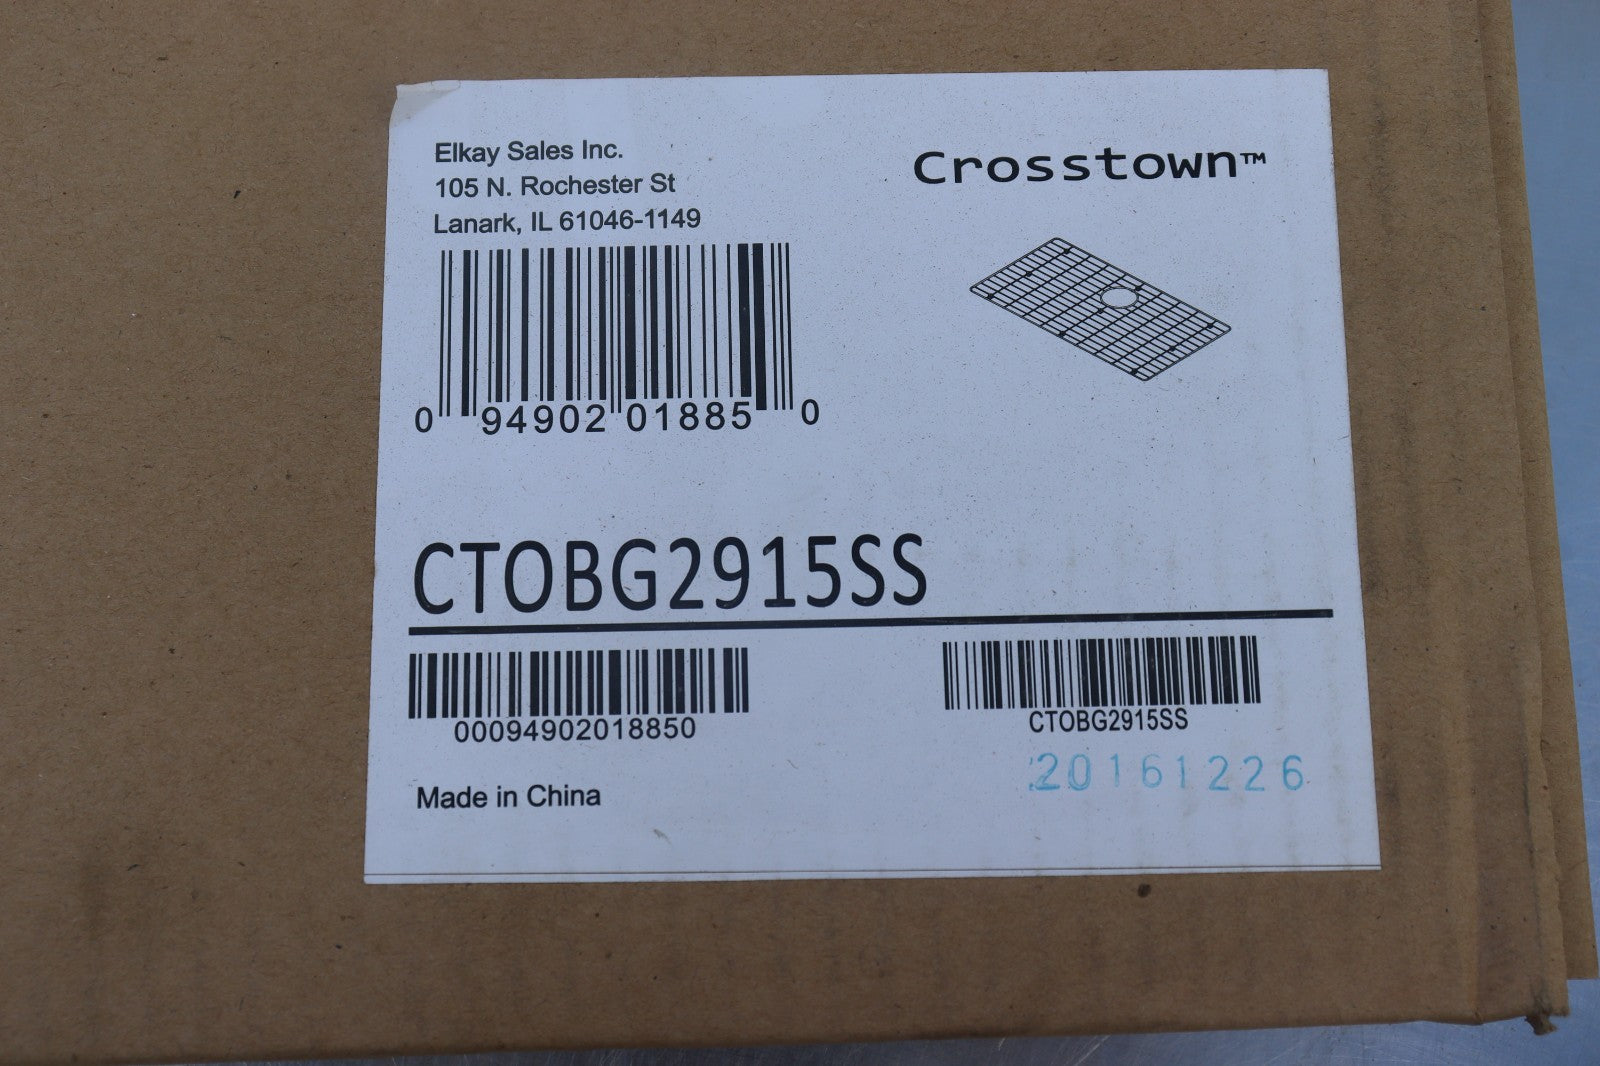 Elkay Sales Inc.
105 N. Rochester St
Lanark, IL 61046-1149
Crosstown™
0 94902 01885 0
CTOBG2915SS
00094902018850
CTOBG2915SS
20161226
Made in China